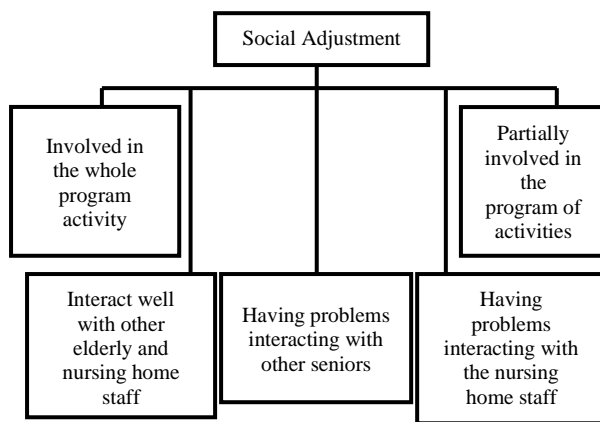 Social Adjustment
Involved in
the whole
program
activity
Partially
involved in
the
program of
activities
Interact well
with other
elderly and
nursing home
staff
Having problems
interacting with
other seniors
Having
problems
interacting with
the nursing
home staff